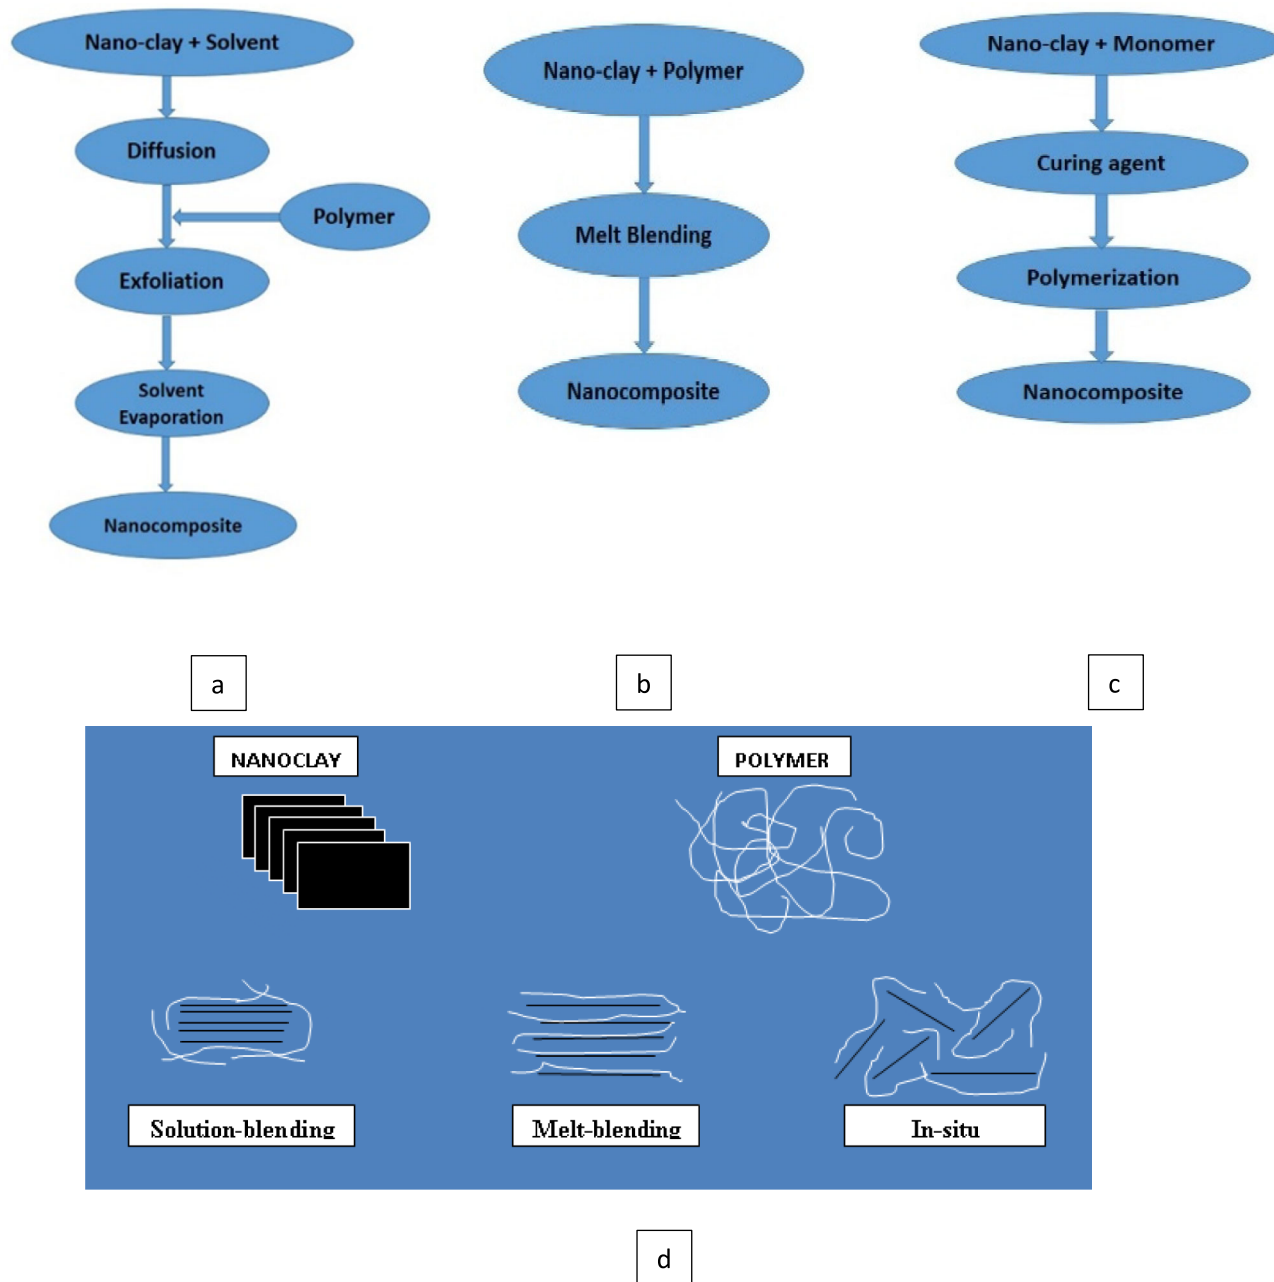 Nano-clay + Solvent
Diffusion
Polymer
Exfoliation
Solvent
Evaporation
Nanocomposite
Nano-clay + Polymer
Melt Blending
Nanocomposite
Nano-clay + Monomer
Curing agent
Polymerization
Nanocomposite
a
b
c
NANOCLAY
POLYMER
Solution-blending
Melt-blending
In-situ
d